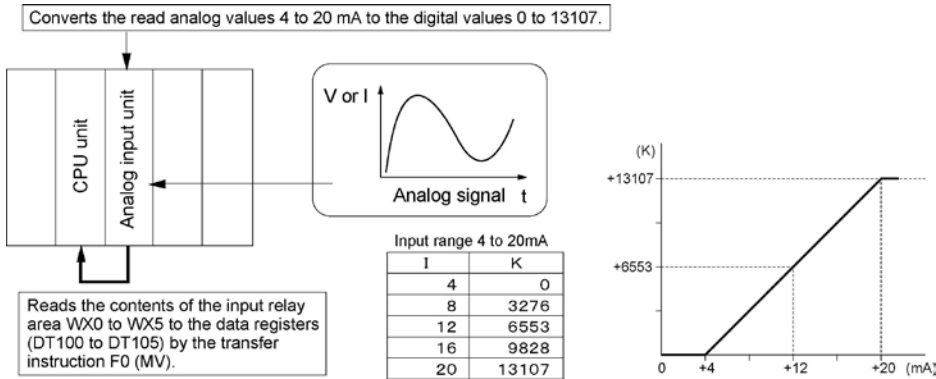 Converts the read analog values 4 to 20 mA to the digital values 0 to 13107.
CPU unit
Analog input unit
V or I
Analog signal t
Reads the contents of the input relay
area WX0 to WX5 to the data registers
(DT100 to DT105) by the transfer
instruction F0 (MV).
Input range 4 to 20mA
I K
4 0
8 3276
12 6553
16 9828
20 13107
(K)
+13107
+6553
0 +4 +12 +20 (mA)